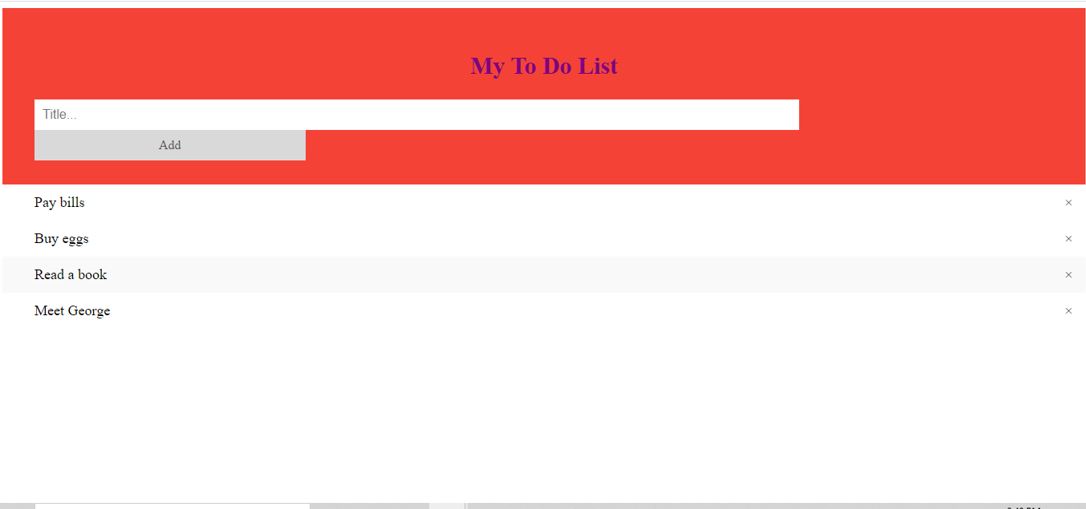 My To Do List
Title...
Add
Pay bills ×
Buy eggs ×
Read a book ×
Meet George ×